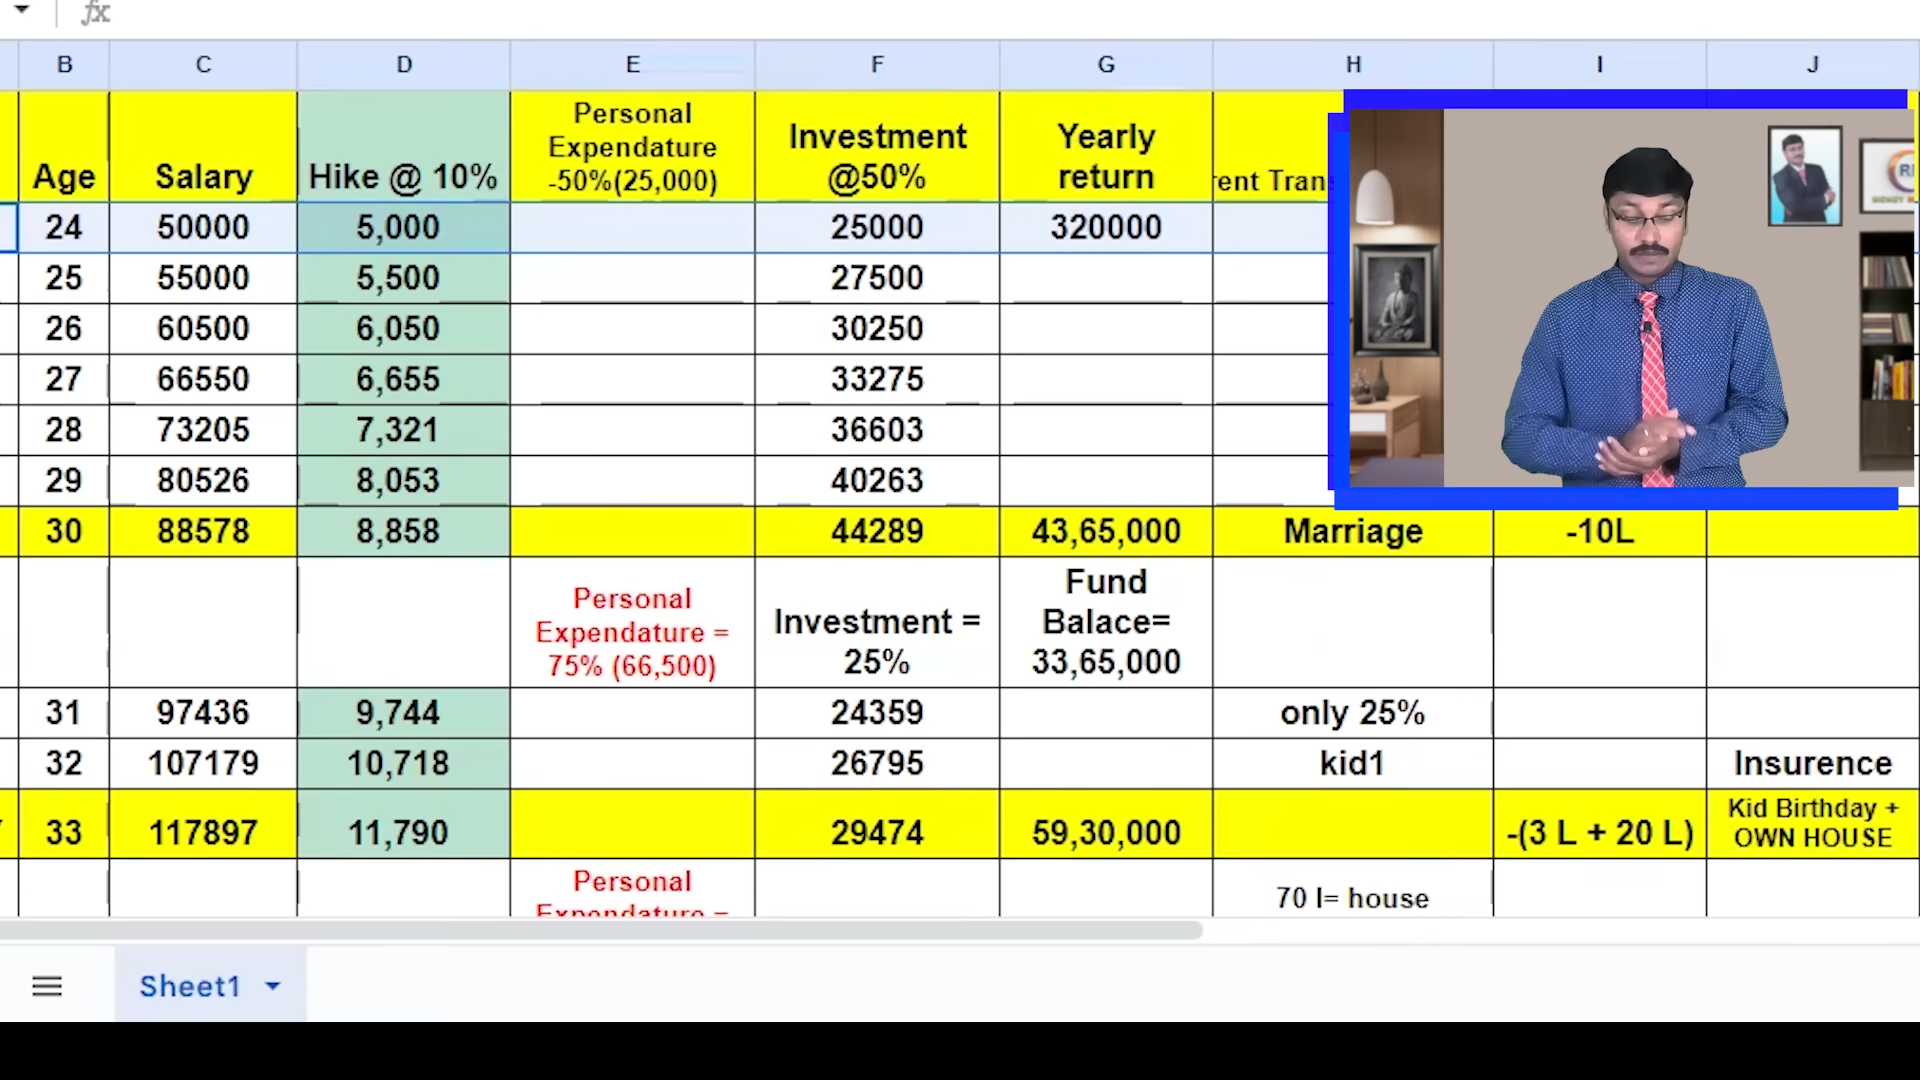 fx
B C D E F G H I J
Age Salary Hike @ 10% Personal Expendature -50%(25,000) Investment @50% Yearly return rent Tran
24 50000 5,000 25000 320000
25 55000 5,500 27500
26 60500 6,050 30250
27 66550 6,655 33275
28 73205 7,321 36603
29 80526 8,053 40263
30 88578 8,858 44289 43,65,000 Marriage -10L
Personal Expendature = 75% (66,500) Investment = 25% Fund Balace= 33,65,000
31 97436 9,744 24359 only 25%
32 107179 10,718 26795 kid1 Insurence
33 117897 11,790 29474 59,30,000 -(3 L + 20 L) Kid Birthday + OWN HOUSE
Personal Expendature = 70 l= house
Sheet1